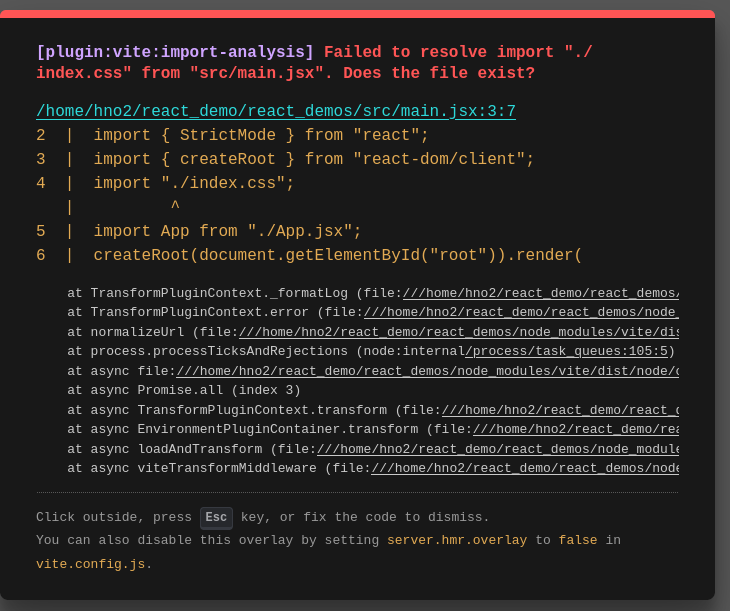 [plugin:vite:import-analysis] Failed to resolve import "./
index.css" from "src/main.jsx". Does the file exist?
/home/hno2/react_demo/react_demos/src/main.jsx:3:7
2  |  import { StrictMode } from "react";
3  |  import { createRoot } from "react-dom/client";
4  |  import "./index.css";
   |          ^
5  |  import App from "./App.jsx";
6  |  createRoot(document.getElementById("root")).render(
at TransformPluginContext._formatLog (file:///home/hno2/react_demo/react_demos/
at TransformPluginContext.error (file:///home/hno2/react_demo/react_demos/node_
at normalizeUrl (file:///home/hno2/react_demo/react_demos/node_modules/vite/dis
at process.processTicksAndRejections (node:internal/process/task_queues:105:5)
at async file:///home/hno2/react_demo/react_demos/node_modules/vite/dist/node/
at async Promise.all (index 3)
at async TransformPluginContext.transform (file:///home/hno2/react_demo/react_
at async EnvironmentPluginContainer.transform (file:///home/hno2/react_demo/rea
at async loadAndTransform (file:///home/hno2/react_demo/react_demos/node_module
at async viteTransformMiddleware (file:///home/hno2/react_demo/react_demos/node
Click outside, press Esc key, or fix the code to dismiss.
You can also disable this overlay by setting server.hmr.overlay to false in
vite.config.js.